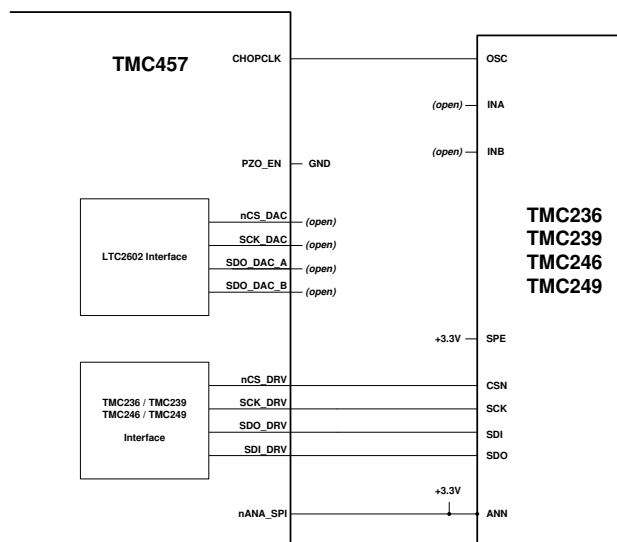 TMC457
CHOPCLK
OSC
(open)
INA
(open)
INB
PZO_EN
GND
nCS_DAC
(open)
SCK_DAC
(open)
LTC2602 Interface
SDO_DAC_A
(open)
SDO_DAC_B
(open)
TMC236
TMC239
TMC246
TMC249
+3.3V
SPE
nCS_DRV
CSN
TMC236 / TMC239
TMC246 / TMC249
Interface
SCK_DRV
SCK
SDO_DRV
SDI
SDI_DRV
SDO
+3.3V
nANA_SPI
ANN